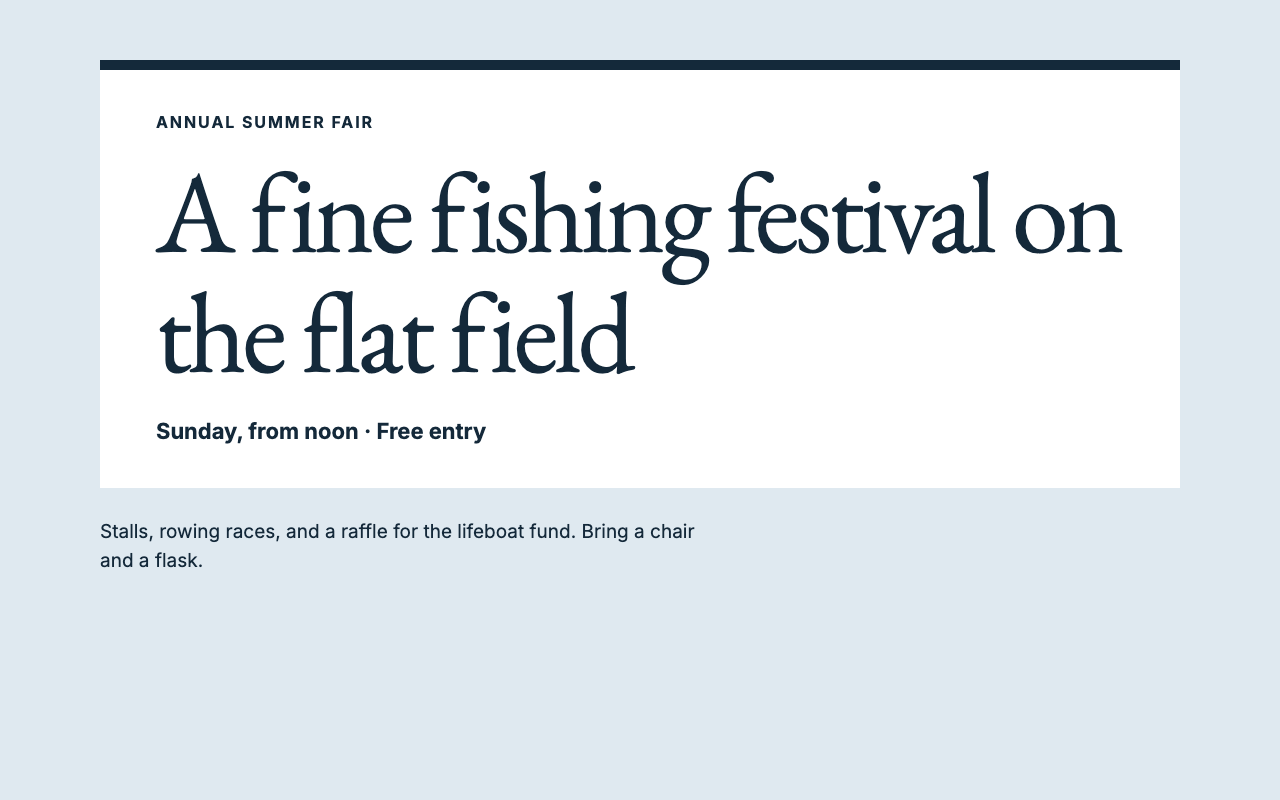 ANNUAL SUMMER FAIR
A fine fishing festival on
the flat field
Sunday, from noon · Free entry
Stalls, rowing races, and a raffle for the lifeboat fund. Bring a chair
and a flask.